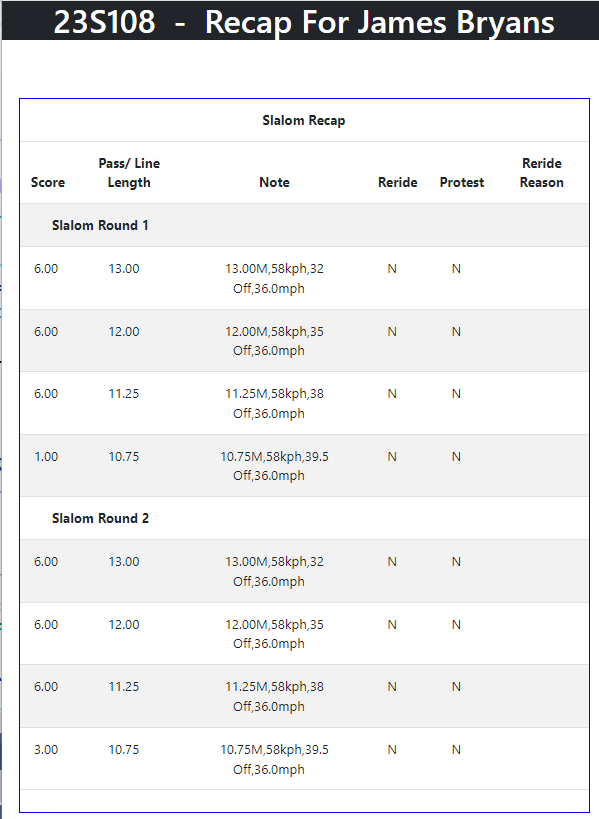 23S108 - Recap For James Bryans
Slalom Recap
Score Pass/ Line Length Note Reride Protest Reride Reason
Slalom Round 1
6.00 13.00 13.00M,58kph,32 Off,36.0mph N N
6.00 12.00 12.00M,58kph,35 Off,36.0mph N N
6.00 11.25 11.25M,58kph,38 Off,36.0mph N N
1.00 10.75 10.75M,58kph,39.5 Off,36.0mph N N
Slalom Round 2
6.00 13.00 13.00M,58kph,32 Off,36.0mph N N
6.00 12.00 12.00M,58kph,35 Off,36.0mph N N
6.00 11.25 11.25M,58kph,38 Off,36.0mph N N
3.00 10.75 10.75M,58kph,39.5 Off,36.0mph N N